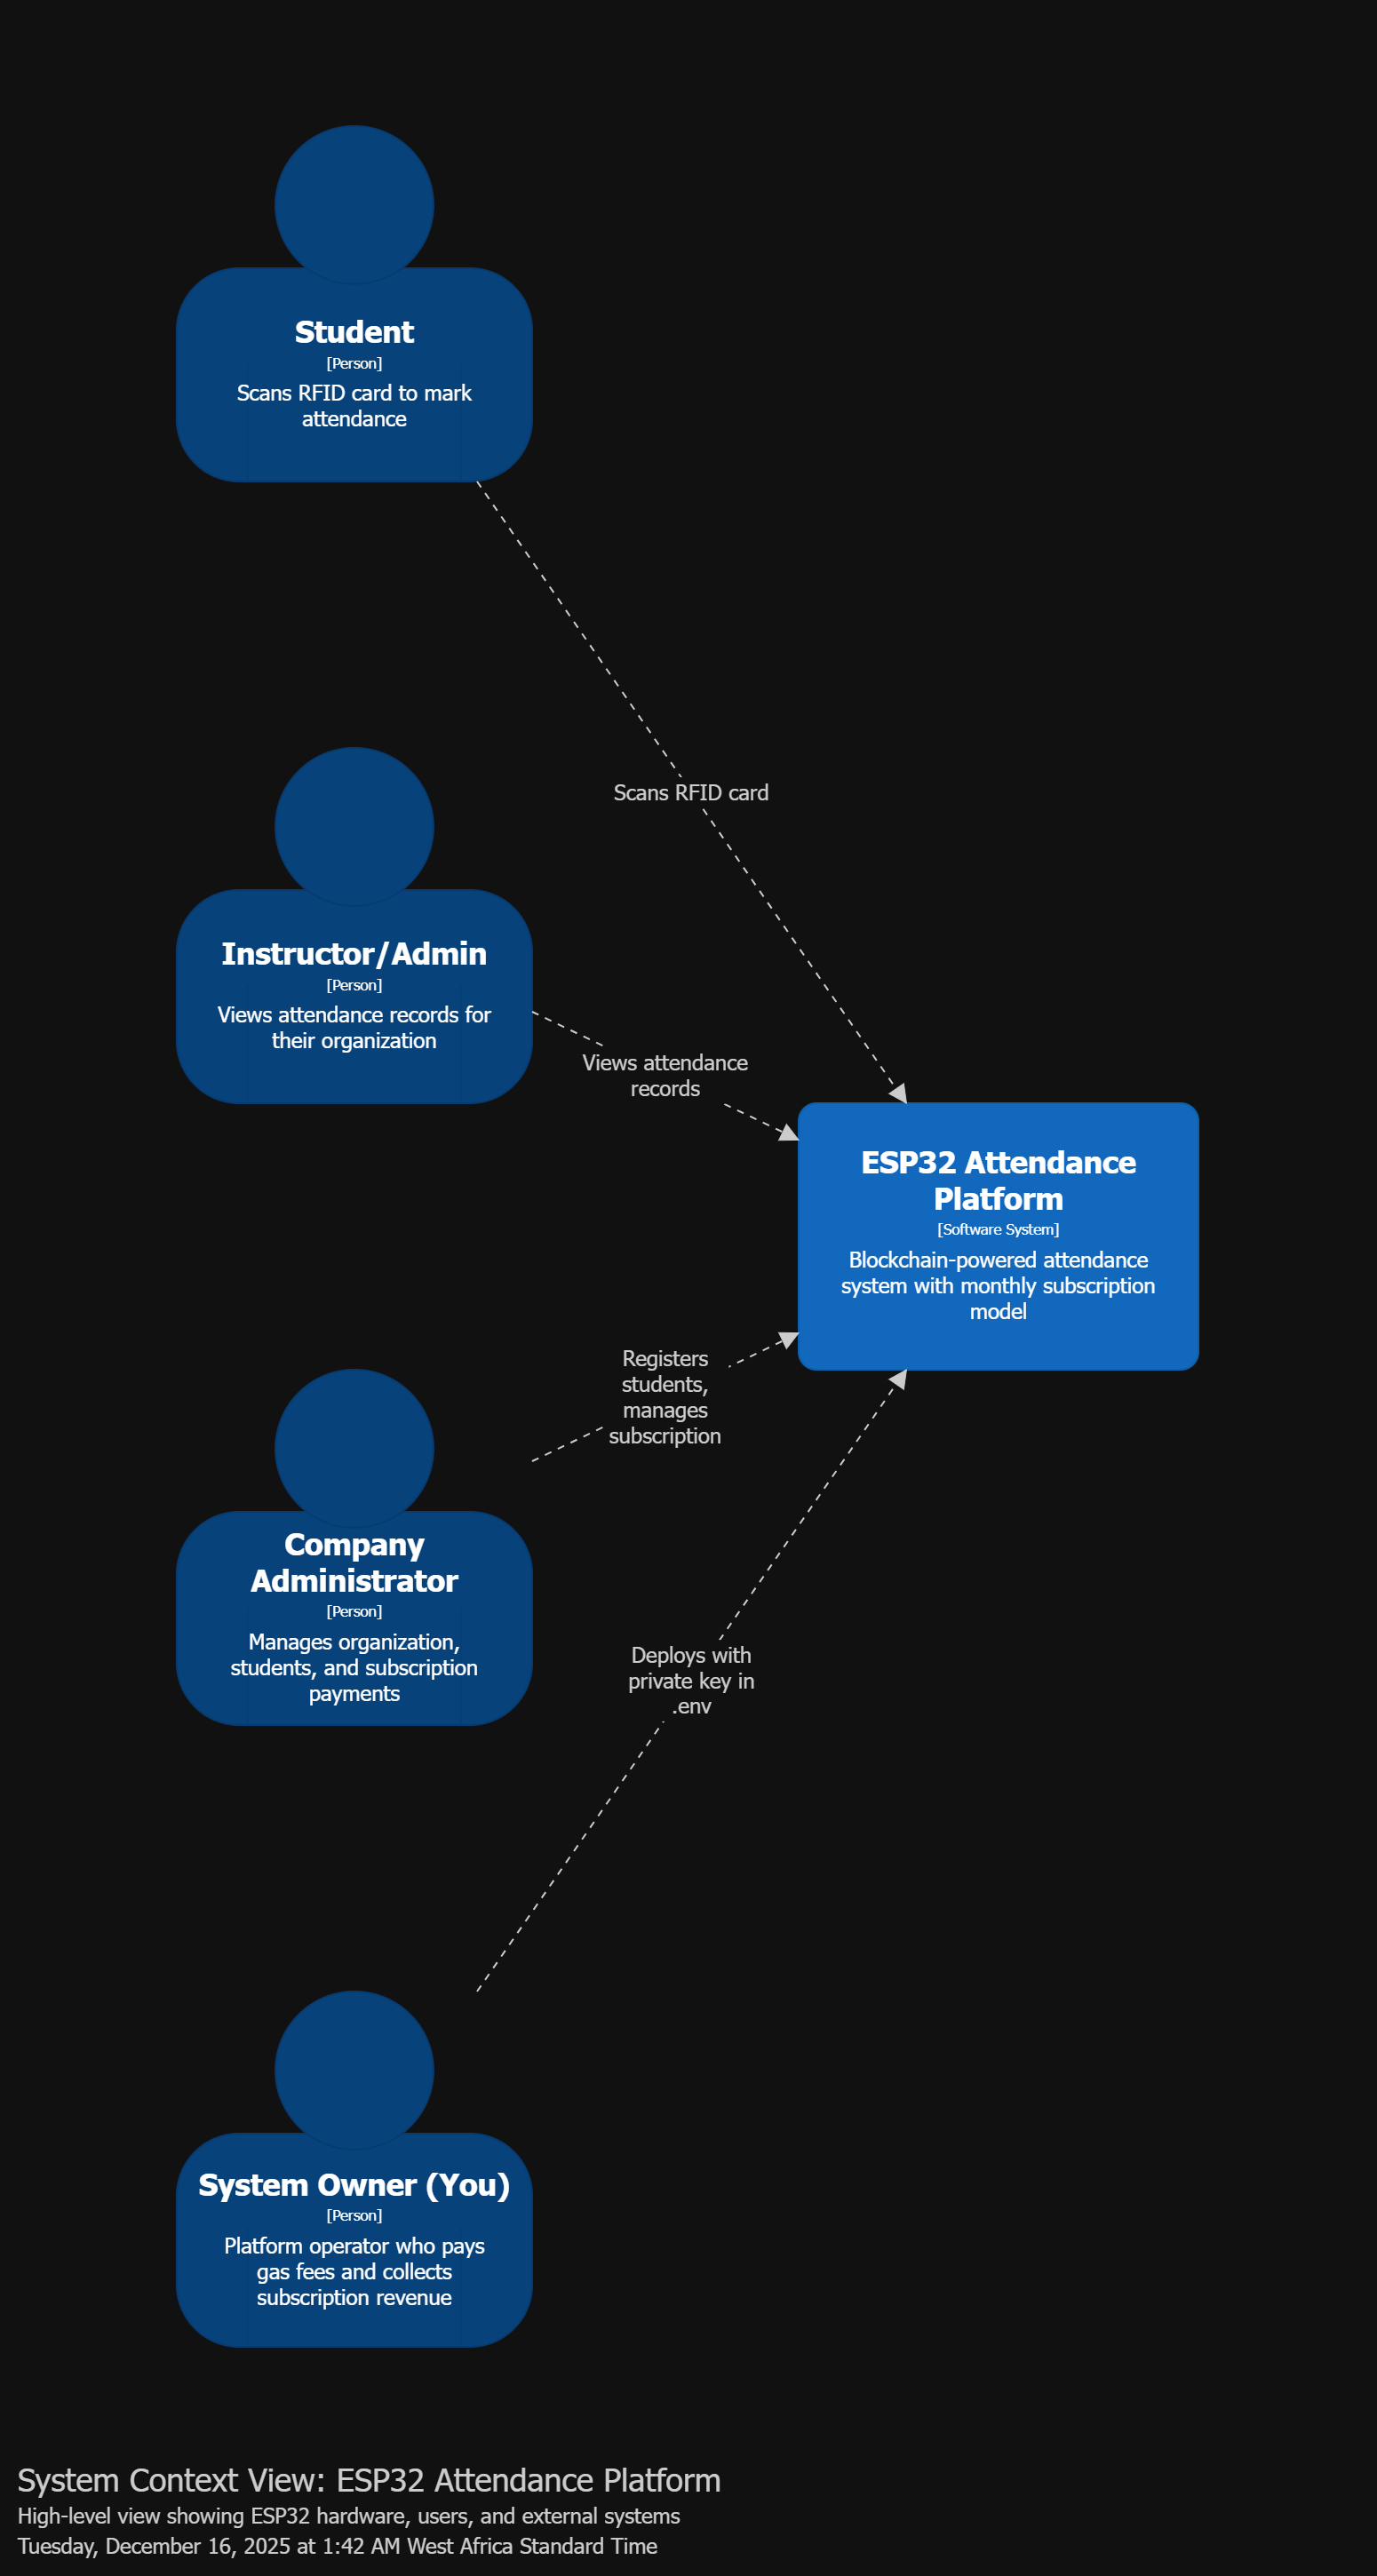 Student
[Person]
Scans RFID card to mark
attendance
Scans RFID card
Instructor/Admin
[Person]
Views attendance records for
their organization
Views attendance
records
ESP32 Attendance
Platform
[Software System]
Blockchain-powered attendance
system with monthly subscription
model
Registers
students,
manages
subscription
Company
Administrator
[Person]
Manages organization,
students, and subscription
payments
Deploys with
private key in
.env
System Owner (You)
[Person]
Platform operator who pays
gas fees and collects
subscription revenue
System Context View: ESP32 Attendance Platform
High-level view showing ESP32 hardware, users, and external systems
Tuesday, December 16, 2025 at 1:42 AM West Africa Standard Time